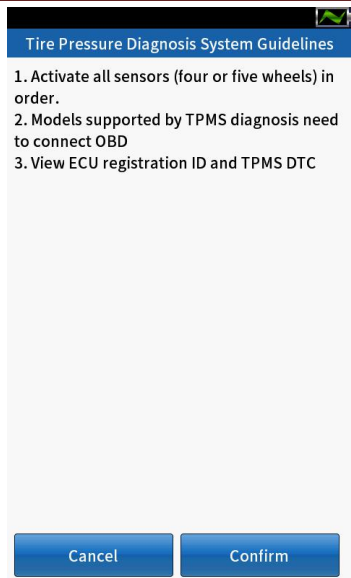 Tire Pressure Diagnosis System Guidelines
1. Activate all sensors (four or five wheels) in
order.
2. Models supported by TPMS diagnosis need
to connect OBD
3. View ECU registration ID and TPMS DTC
Cancel
Confirm